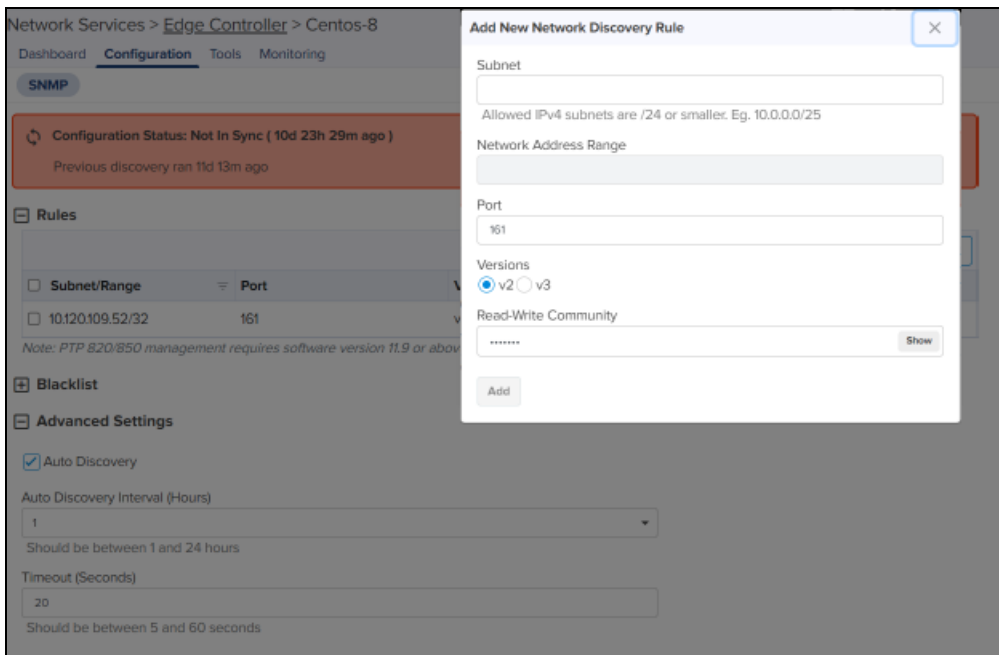 Network Services > Edge Controller > Centos-8
Dashboard Configuration Tools Monitoring
SNMP
Configuration Status: Not In Sync ( 10d 23h 29m ago )
Previous discovery ran 11d 13m ago
Rules
Subnet/Range Port
10.120.109.52/32 161
Note: PTP 820/850 management requires software version 11.9 or abov
Blacklist
Advanced Settings
Auto Discovery
Auto Discovery Interval (Hours)
1
Should be between 1 and 24 hours
Timeout (Seconds)
20
Should be between 5 and 60 seconds
Add New Network Discovery Rule
Subnet
Allowed IPv4 subnets are /24 or smaller. Eg. 10.0.0.0/25
Network Address Range
Port
161
Versions
v2 v3
Read-Write Community
······· Show
Add